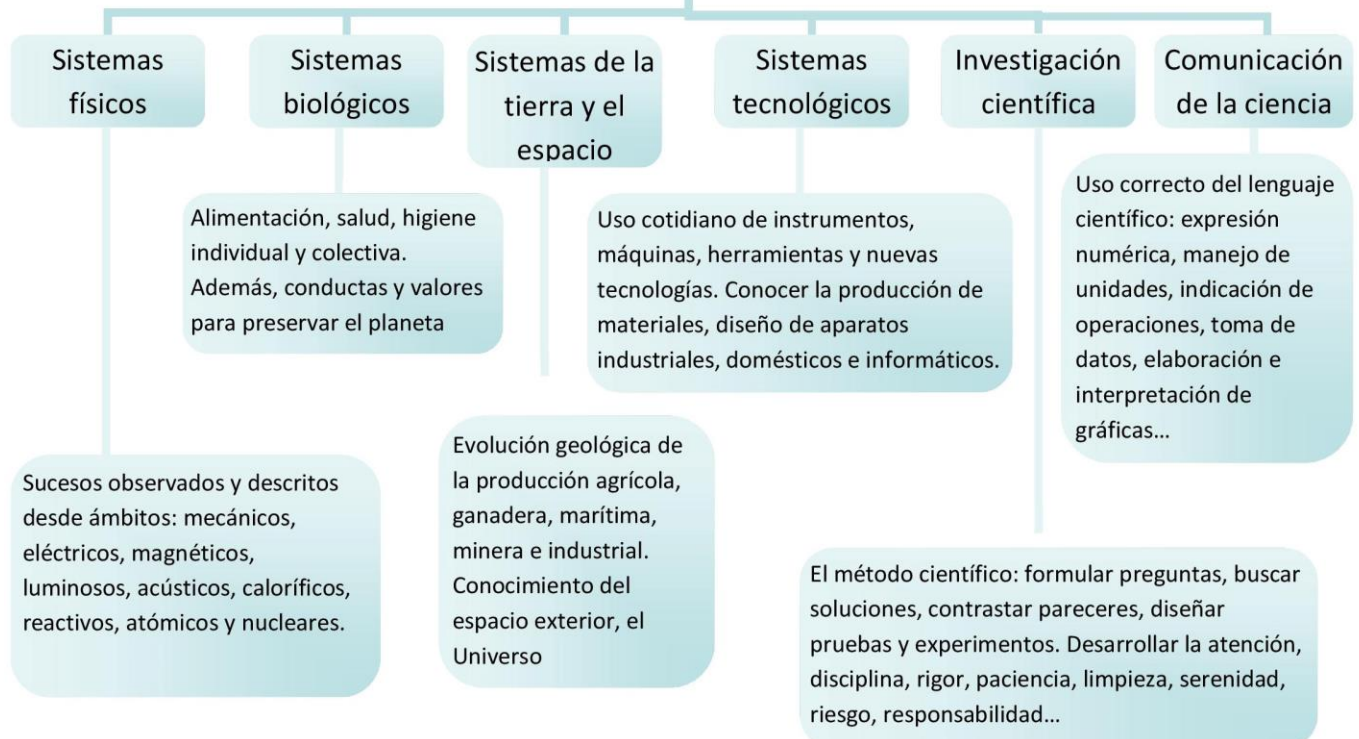 Sistemas
físicos
Sistemas
biológicos
Sistemas de la
tierra y el
espacio
Sistemas
tecnológicos
Investigación
científica
Comunicación
de la ciencia
Alimentación, salud, higiene
individual y colectiva.
Además, conductas y valores
para preservar el planeta
Uso cotidiano de instrumentos,
máquinas, herramientas y nuevas
tecnologías. Conocer la producción de
materiales, diseño de aparatos
industriales, domésticos e informáticos.
Uso correcto del lenguaje
científico: expresión
numérica, manejo de
unidades, indicación de
operaciones, toma de
datos, elaboración e
interpretación de
gráficas…
Sucesos observados y descritos
desde ámbitos: mecánicos,
eléctricos, magnéticos,
luminosos, acústicos, caloríficos,
reactivos, atómicos y nucleares.
Evolución geológica de
la producción agrícola,
ganadera, marítima,
minera e industrial.
Conocimiento del
espacio exterior, el
Universo
El método científico: formular preguntas, buscar
soluciones, contrastar pareceres, diseñar
pruebas y experimentos. Desarrollar la atención,
disciplina, rigor, paciencia, limpieza, serenidad,
riesgo, responsabilidad…